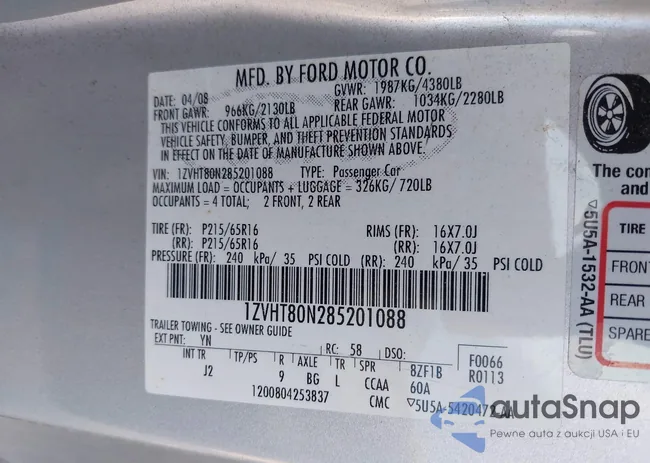 MFD. BY FORD MOTOR CO.
DATE: 04/08 GVWR: 1987KG/4380LB
FRONT GAWR: 966KG/2130LB REAR GAWR: 1034KG/2280LB
THIS VEHICLE CONFORMS TO ALL APPLICABLE FEDERAL MOTOR
VEHICLE SAFETY, BUMPER, AND THEFT PREVENTION STANDARDS
IN EFFECT ON THE DATE OF MANUFACTURE SHOWN ABOVE.
VIN: 1ZVHT80N285201088 TYPE: Passenger Car
MAXIMUM LOAD = OCCUPANTS + LUGGAGE = 326KG/720LB
OCCUPANTS = 4 TOTAL; 2 FRONT, 2 REAR
TIRE (FR): P215/65R16 RIMS (FR): 16X7.0J
(RR): P215/65R16 (RR): 16X7.0J
PRESSURE (FR): 240 kPa/ 35 PSI COLD (RR): 240 kPa/ 35 PSI COLD
1ZVHT80N285201088
TRAILER TOWING - SEE OWNER GUIDE
EXT PNT: YN RC: 58 DSO: F0066
INT TR TP/PS R AXLE TR SPR 8ZF1B R0113
J2 9 BG L CCAA 60A
1200804253837 CMC ▽5U5A-5420472-AA
The con
and
▽5U5A-1532-AA (TLU)
TIRE
FRONT
REAR
SPARE
autoSnap
Pewne auta z aukcji USA i EU